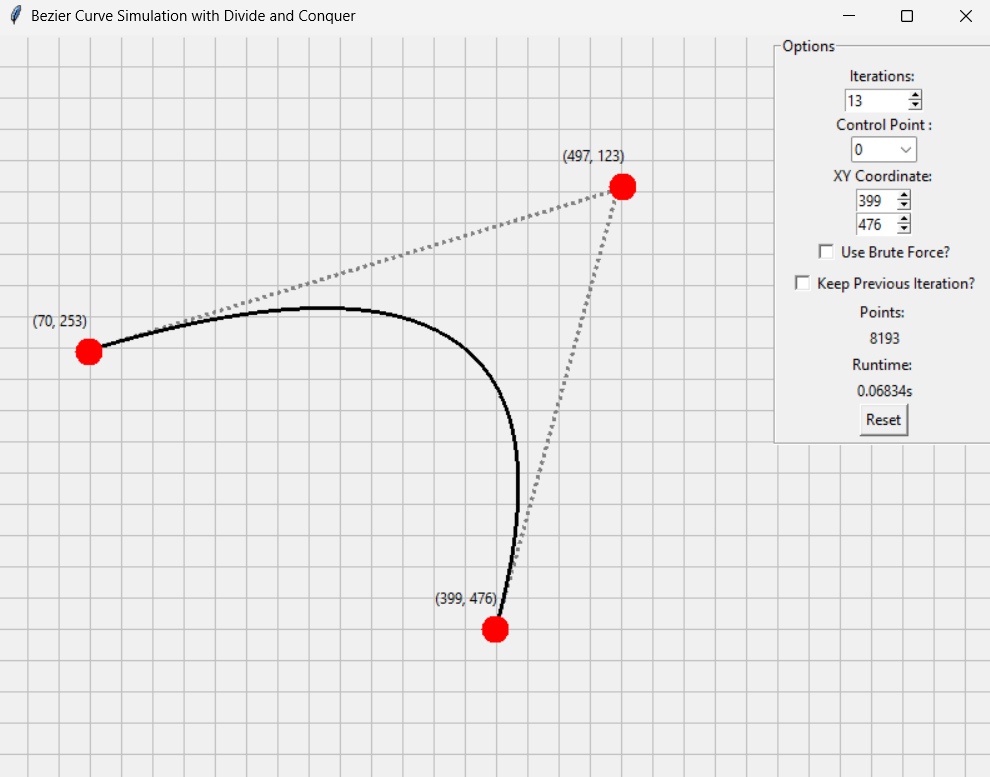 Bezier Curve Simulation with Divide and Conquer
Options
Iterations:
13
Control Point :
0
XY Coordinate:
399
476
Use Brute Force?
Keep Previous Iteration?
Points:
8193
Runtime:
0.06834s
Reset
(497, 123)
(70, 253)
(399, 476)